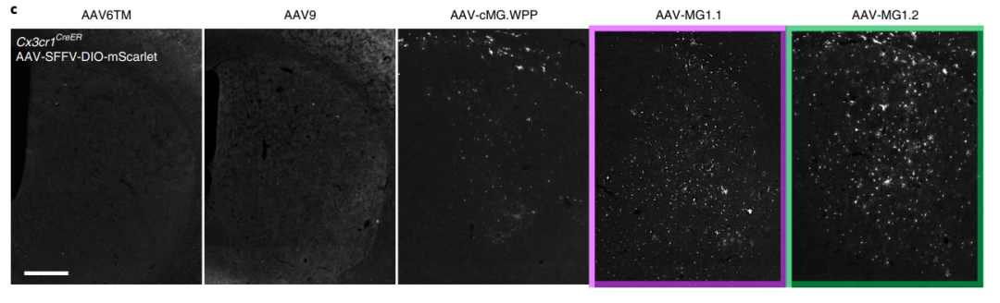 c
AAV6TM
AAV9
AAV-cMG.WPP
AAV-MG1.1
AAV-MG1.2
Cx3cr1CreER
AAV-SFFV-DIO-mScarlet